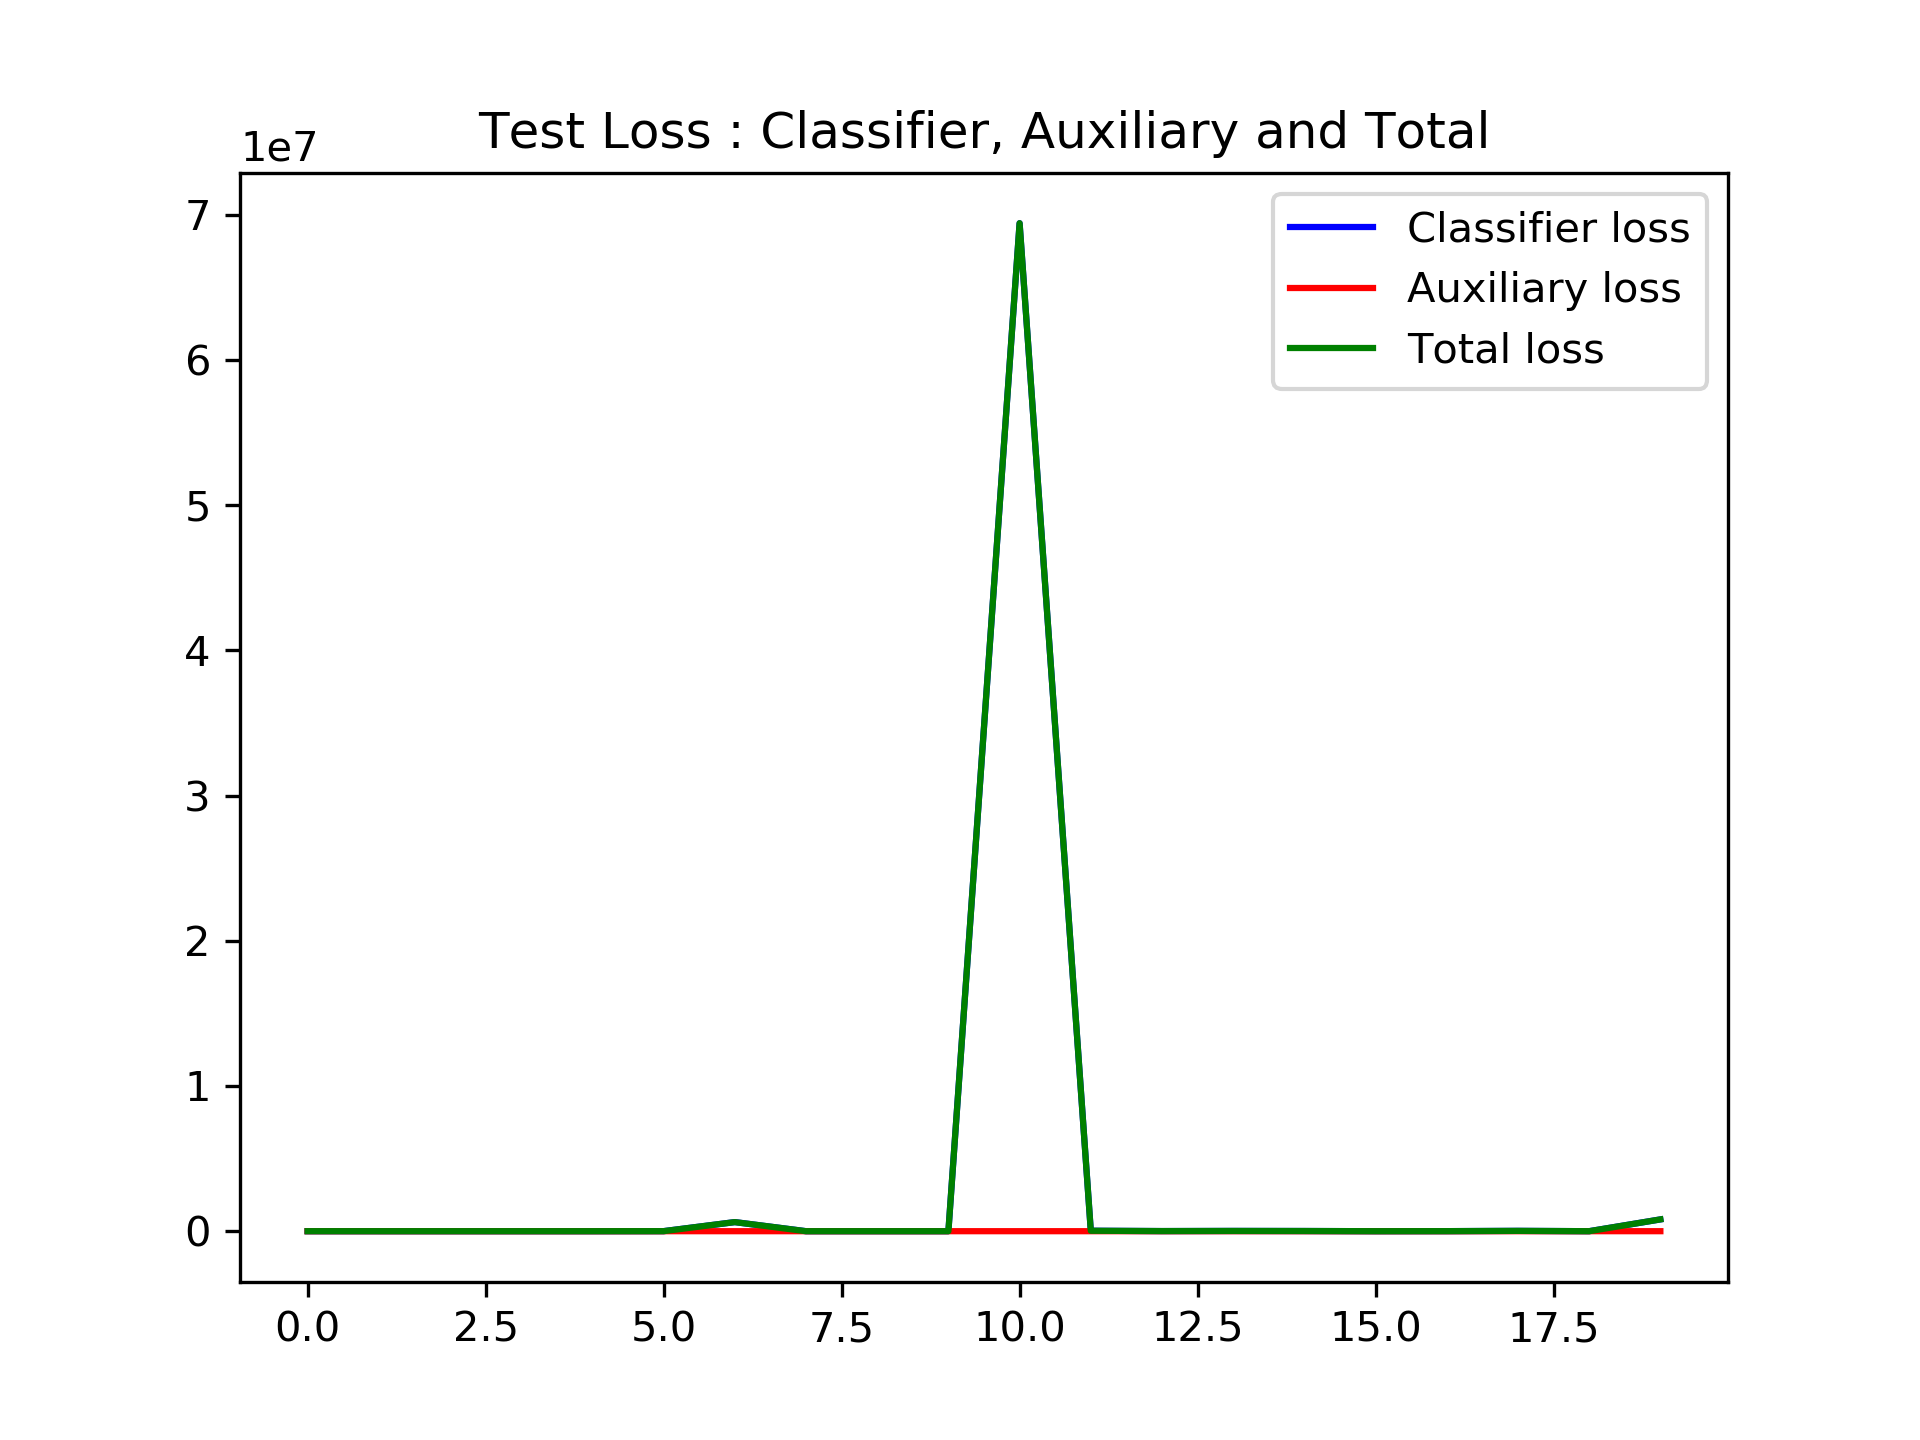 Test Loss : Classifier, Auxiliary and Total
1e7
7
6
5
4
3
2
1
0
Classifier loss
Auxiliary loss
Total loss
0.0 2.5 5.0 7.5 10.0 12.5 15.0 17.5